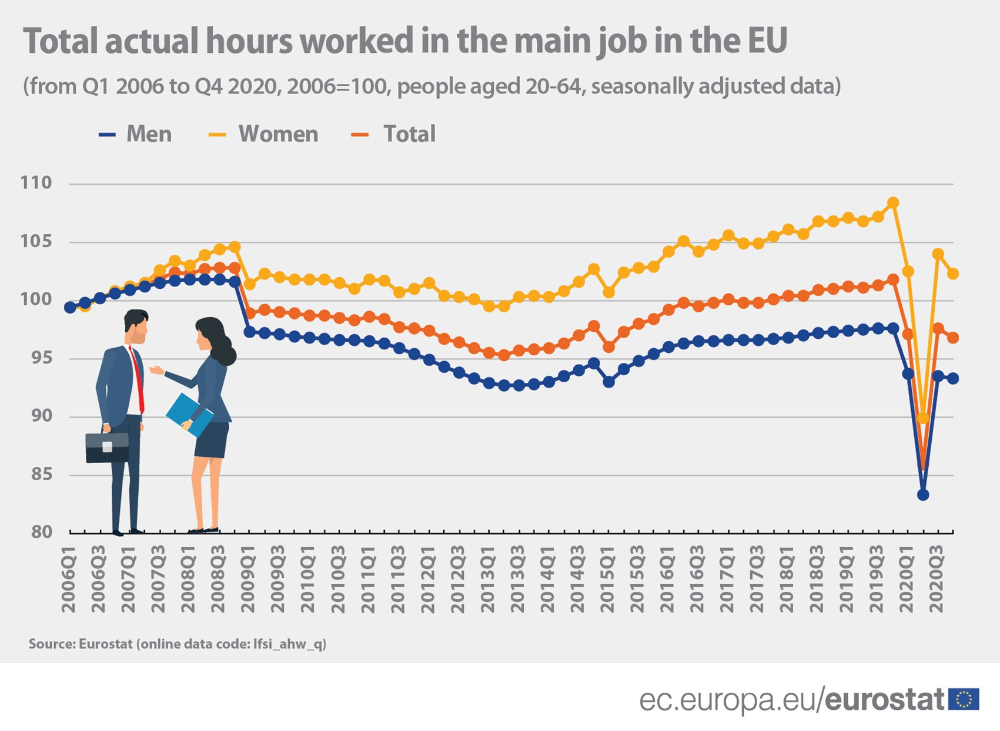 Total actual hours worked in the main job in the EU
(from Q1 2006 to Q4 2020, 2006=100, people aged 20-64, seasonally adjusted data)
Men Women Total
110
105
100
95
90
85
80
2006Q1 2006Q3 2007Q1 2007Q3 2008Q1 2008Q3 2009Q1 2009Q3 2010Q1 2010Q3 2011Q1 2011Q3 2012Q1 2012Q3 2013Q1 2013Q3 2014Q1 2014Q3 2015Q1 2015Q3 2016Q1 2016Q3 2017Q1 2017Q3 2018Q1 2018Q3 2019Q1 2019Q3 2020Q1 2020Q3
Source: Eurostat (online data code: lfsi_ahw_q)
ec.europa.eu/eurostat